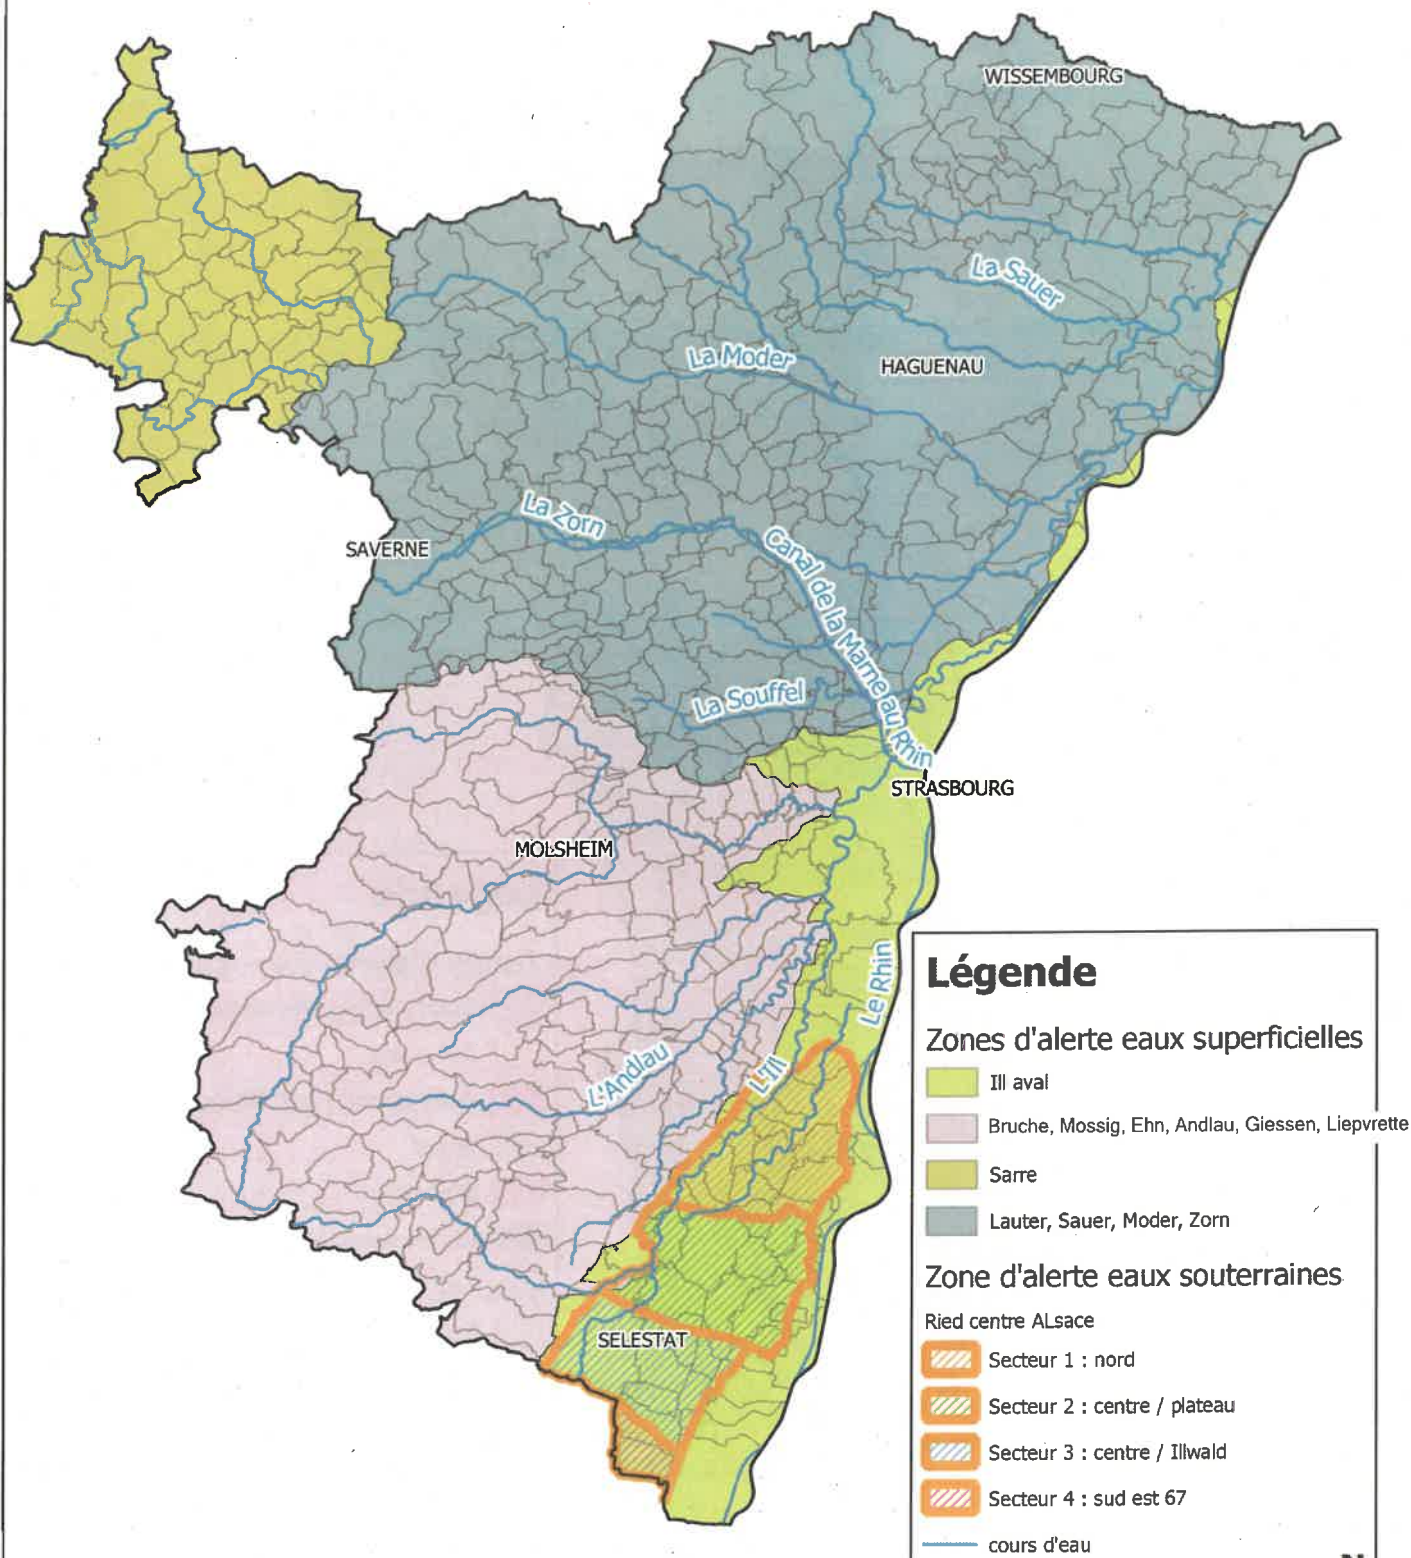 WISSEMBOURG
La Sauer
La Moder
HAGUENAU
La Zorn
SAVERNE
Canal de la Marne au Rhin
La Souffel
STRASBOURG
MOLSHEIM
Le Rhin
L'Andlau
L'Ill
SELESTAT
Légende
Zones d'alerte eaux superficielles
Ill aval
Bruche, Mossig, Ehn, Andlau, Giessen, Liepvrette
Sarre
Lauter, Sauer, Moder, Zorn
Zone d'alerte eaux souterraines
Ried centre ALsace
Secteur 1 : nord
Secteur 2 : centre / plateau
Secteur 3 : centre / Illwald
Secteur 4 : sud est 67
cours d'eau